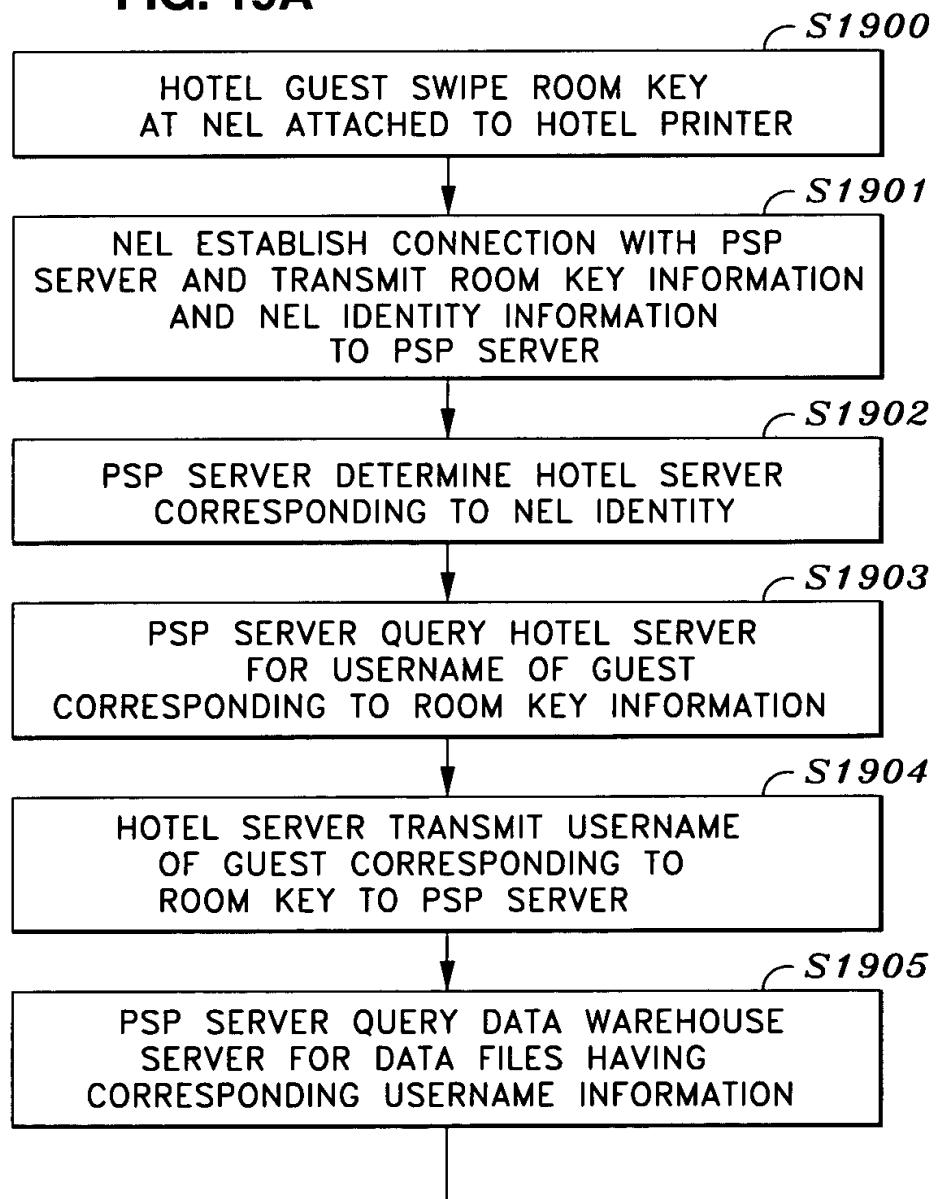 FIG. 19A
S1900
HOTEL GUEST SWIPE ROOM KEY
AT NEL ATTACHED TO HOTEL PRINTER
S1901
NEL ESTABLISH CONNECTION WITH PSP
SERVER AND TRANSMIT ROOM KEY INFORMATION
AND NEL IDENTITY INFORMATION
TO PSP SERVER
S1902
PSP SERVER DETERMINE HOTEL SERVER
CORRESPONDING TO NEL IDENTITY
S1903
PSP SERVER QUERY HOTEL SERVER
FOR USERNAME OF GUEST
CORRESPONDING TO ROOM KEY INFORMATION
S1904
HOTEL SERVER TRANSMIT USERNAME
OF GUEST CORRESPONDING TO
ROOM KEY TO PSP SERVER
S1905
PSP SERVER QUERY DATA WAREHOUSE
SERVER FOR DATA FILES HAVING
CORRESPONDING USERNAME INFORMATION